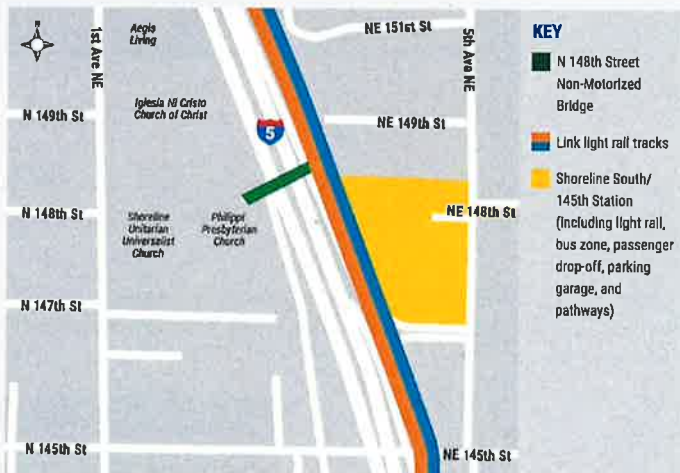 N
1st Ave NE
Aegis
Living
NE 151st St
5th Ave NE
Iglesia Ni Cristo
Church of Christ
N 149th St
5
NE 149th St
N 148th St
Shoreline
Unitarian
Universalist
Church
Philippi
Presbyterian
Church
NE 148th St
N 147th St
N 145th St
NE 145th St
KEY
N 148th Street
Non-Motorized
Bridge
Link light rail tracks
Shoreline South/
145th Station
(including light rail,
bus zone, passenger
drop-off, parking
garage, and
pathways)